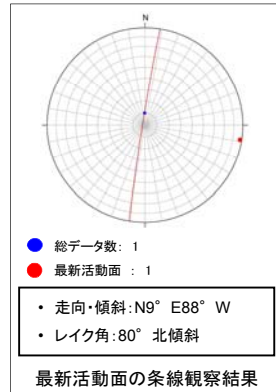 N
総データ数: 1
最新活動面 : 1
・ 走向・傾斜:N9° E88° W
・ レイク角:80° 北傾斜
最新活動面の条線観察結果